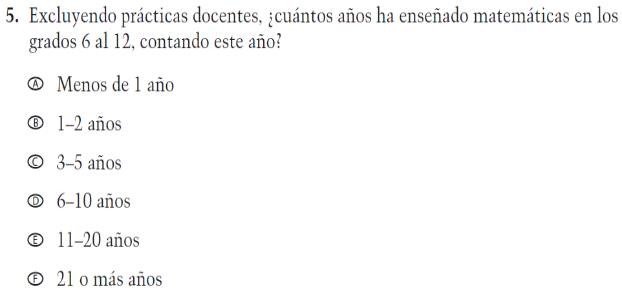 5. Excluyendo prácticas docentes, ¿cuántos años ha enseñado matemáticas en los
grados 6 al 12, contando este año?
Ⓐ Menos de 1 año
Ⓑ 1–2 años
Ⓒ 3–5 años
Ⓓ 6–10 años
Ⓔ 11–20 años
Ⓕ 21 o más años